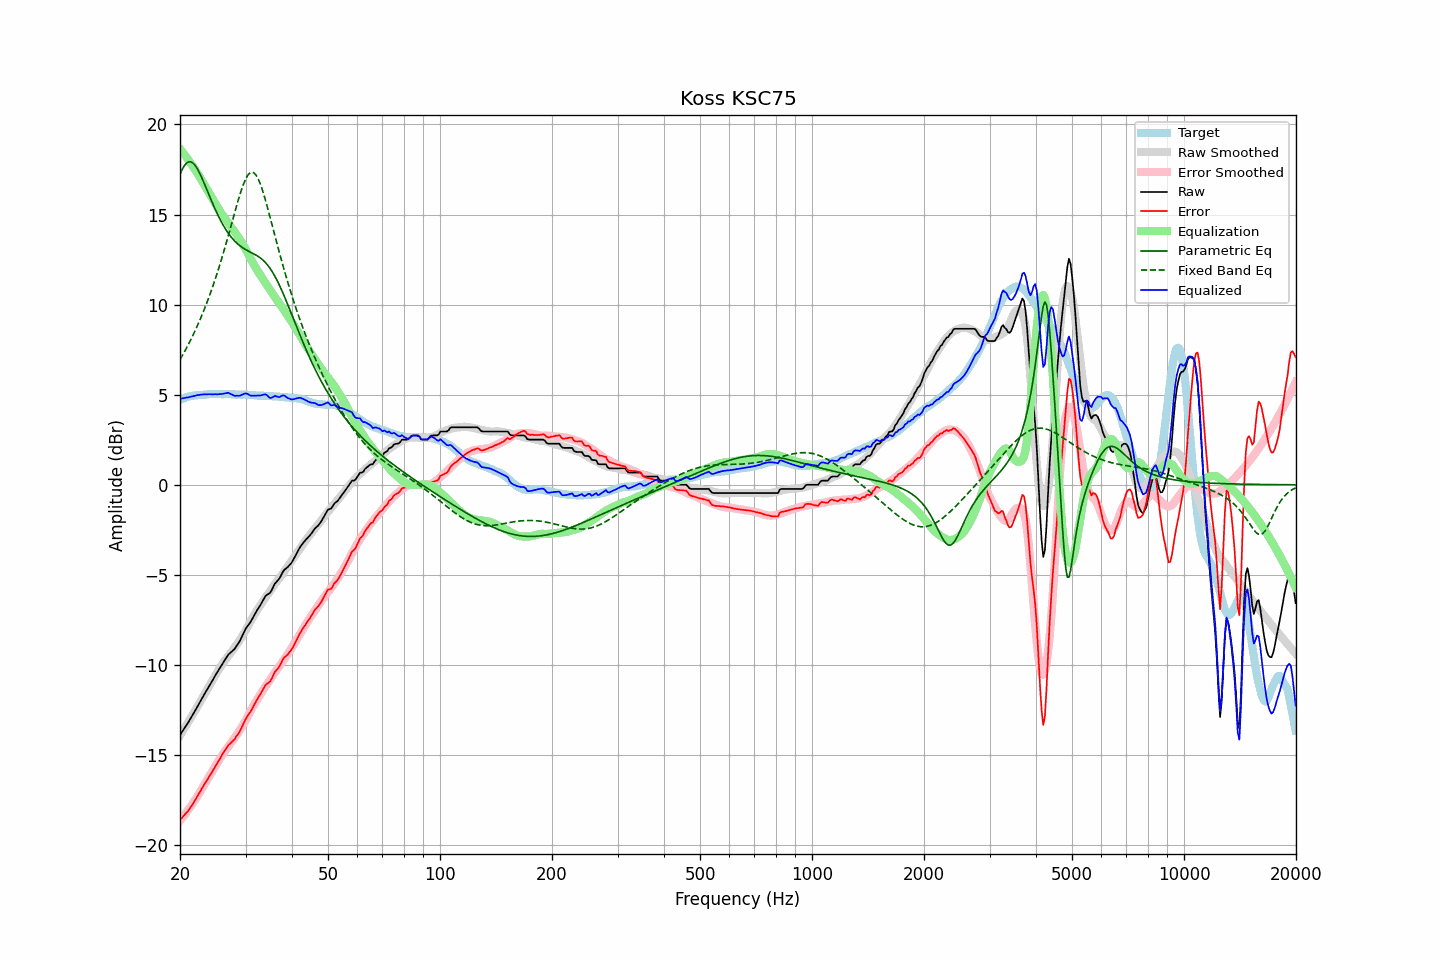 Koss KSC75
Amplitude (dBr)
20
15
10
5
0
−5
−10
−15
−20
Target
Raw Smoothed
Error Smoothed
Raw
Error
Equalization
Parametric Eq
Fixed Band Eq
Equalized
20 50 100 200 500 1000 2000 5000 10000 20000
Frequency (Hz)